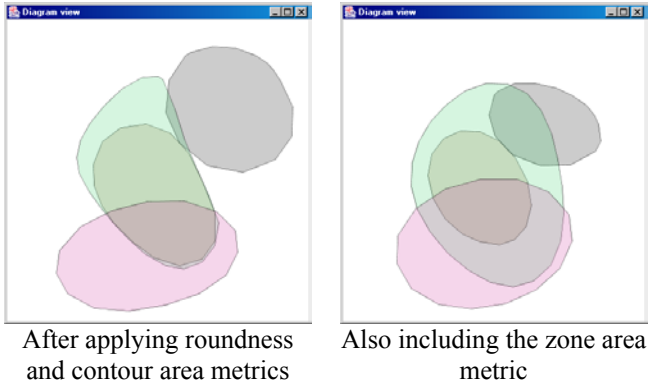 Diagram view
Diagram view
After applying roundness
and contour area metrics
Also including the zone area
metric